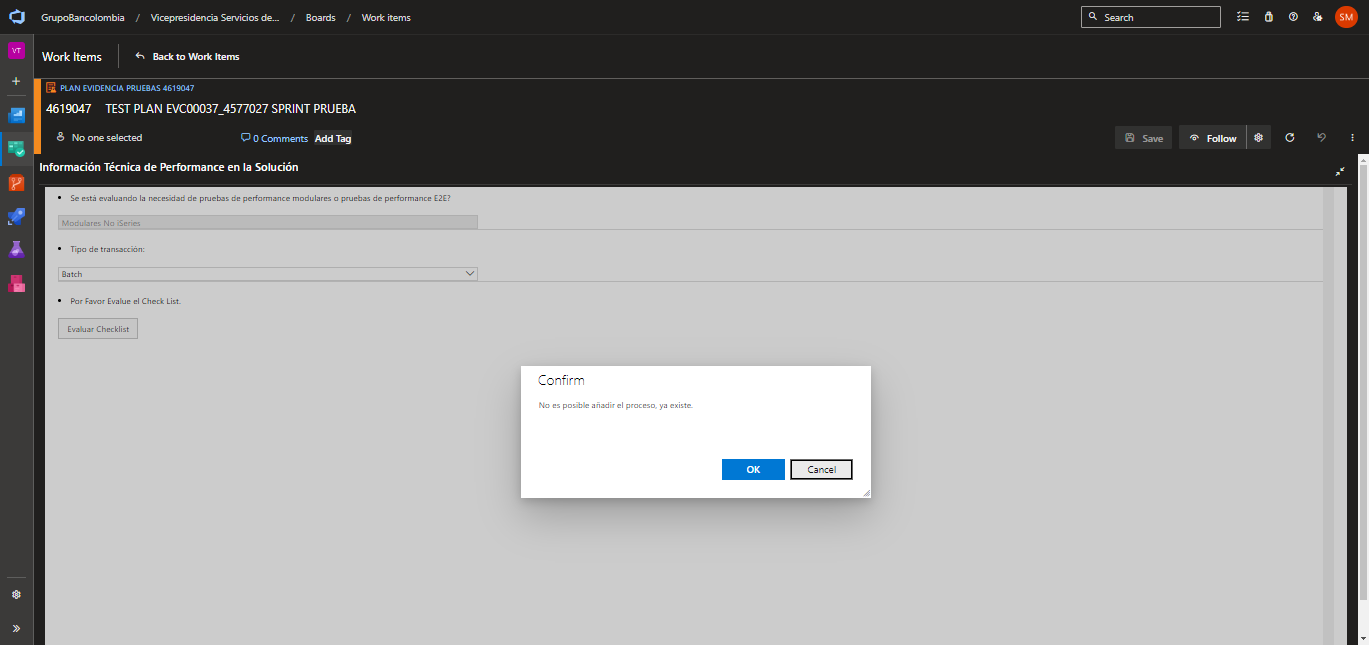 GrupoBancolombia / Vicepresidencia Servicios de... / Boards / Work items
Search
SM
VT
Work Items
Back to Work Items
PLAN EVIDENCIA PRUEBAS 4619047
4619047 TEST PLAN EVC00037_4577027 SPRINT PRUEBA
No one selected
0 Comments
Add Tag
Save
Follow
Información Técnica de Performance en la Solución
• Se está evaluando la necesidad de pruebas de performance modulares o pruebas de performance E2E?
Modulares No iSeries
• Tipo de transacción:
Batch
• Por Favor Evalue el Check List.
Evaluar Checklist
Confirm
No es posible añadir el proceso, ya existe.
OK
Cancel